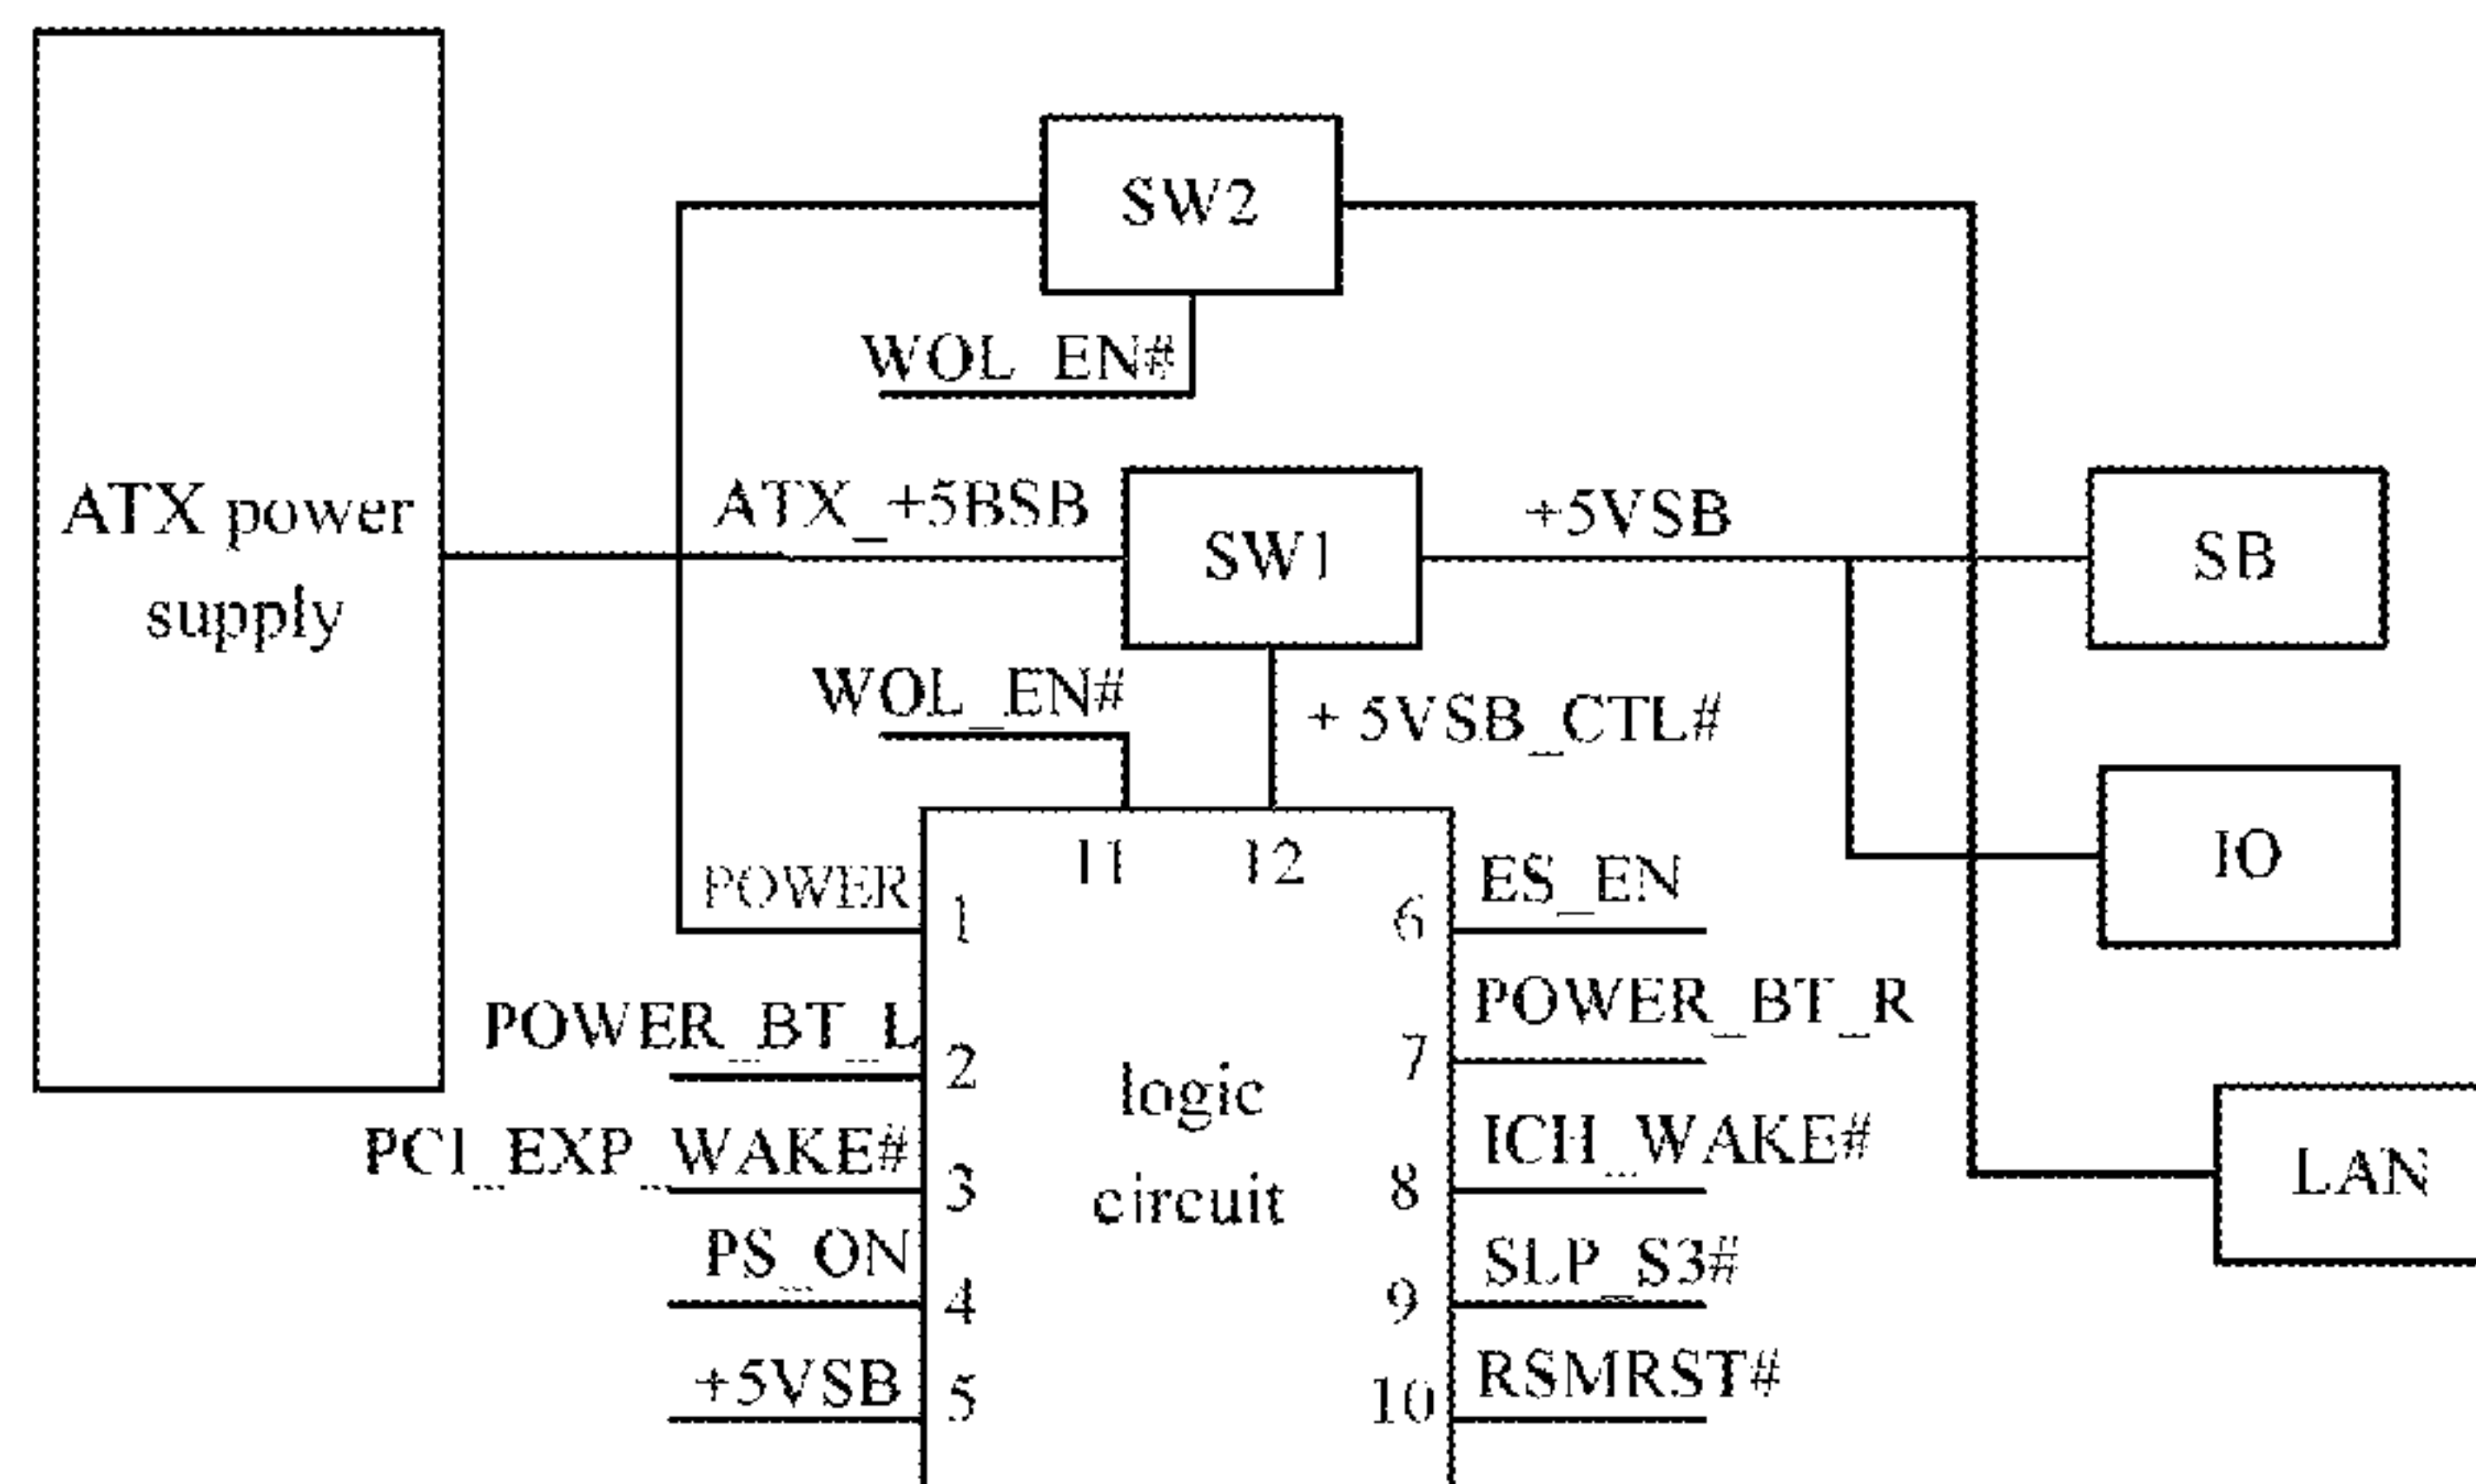 SW2
WOL_EN#
ATX power
supply
ATX_+5BSB
SW1
+5VSB
SB
WOL_EN#
+ 5VSB_CTL#
11
12
IO
POWER
1
6
ES_EN
POWER_BT_L
2
7
POWER_BT_R
logic
circuit
PCI_EXP_WAKE#
3
8
ICH_WAKE#
LAN
PS_ON
4
9
SLP_S3#
+5VSB
5
10
RSMRST#